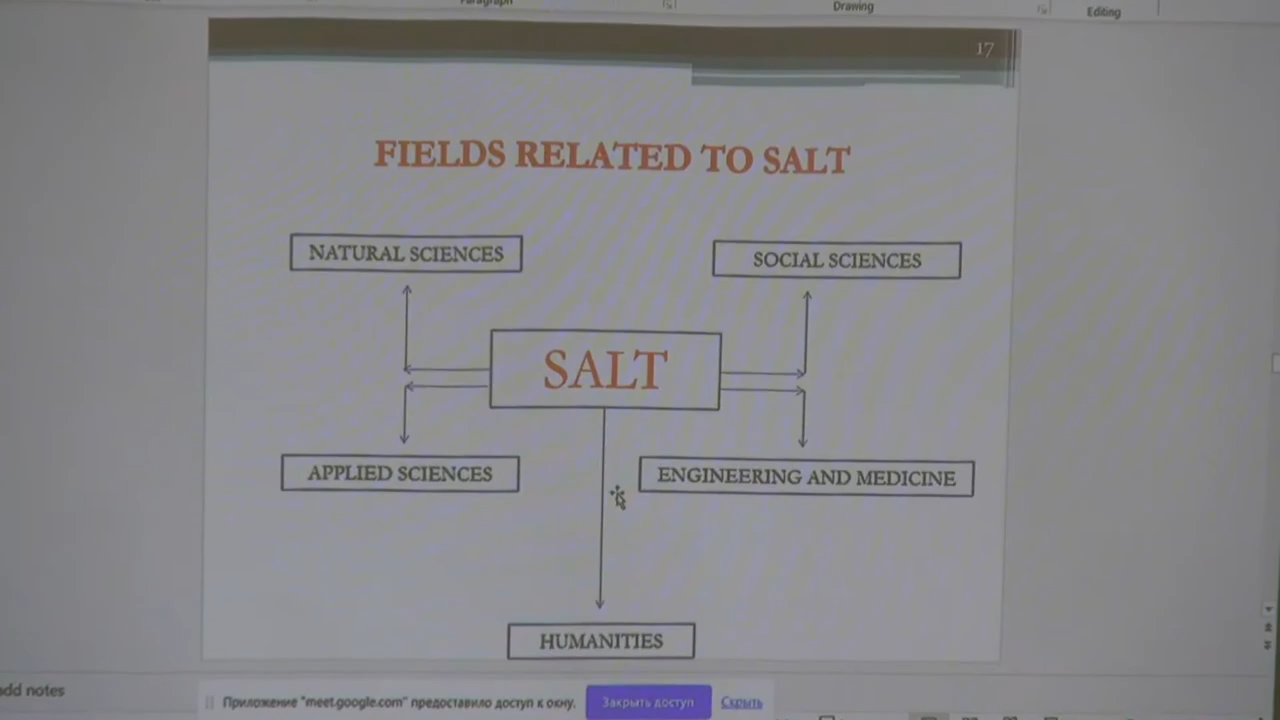 Paragraph
Drawing
Editing
17
FIELDS RELATED TO SALT
NATURAL SCIENCES
SOCIAL SCIENCES
SALT
APPLIED SCIENCES
ENGINEERING AND MEDICINE
HUMANITIES
add notes
Приложение "meet.google.com" предоставило доступ к окну.
Закрыть доступ
Скрыть